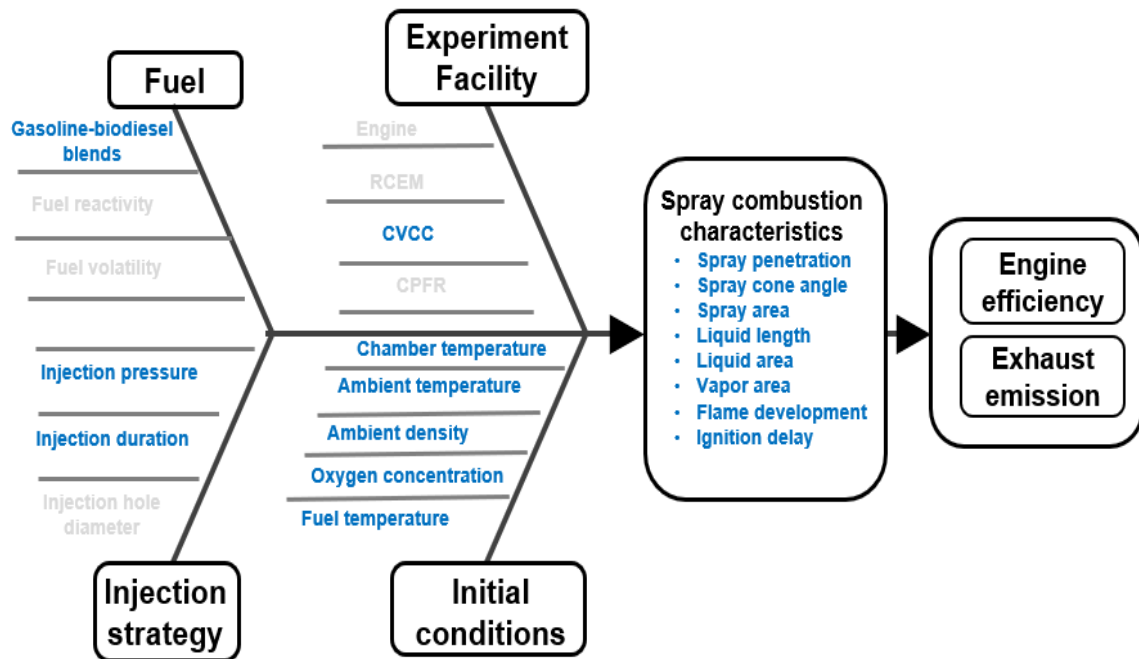 Fuel
Experiment
Facility
Gasoline-biodiesel
blends
Fuel reactivity
Fuel volatility
Engine
RCEM
CVCC
CPFR
Injection pressure
Injection duration
Injection hole
diameter
Injection
strategy
Chamber temperature
Ambient temperature
Ambient density
Oxygen concentration
Fuel temperature
Initial
conditions
Spray combustion
characteristics
• Spray penetration
• Spray cone angle
• Spray area
• Liquid length
• Liquid area
• Vapor area
• Flame development
• Ignition delay
Engine
efficiency
Exhaust
emission